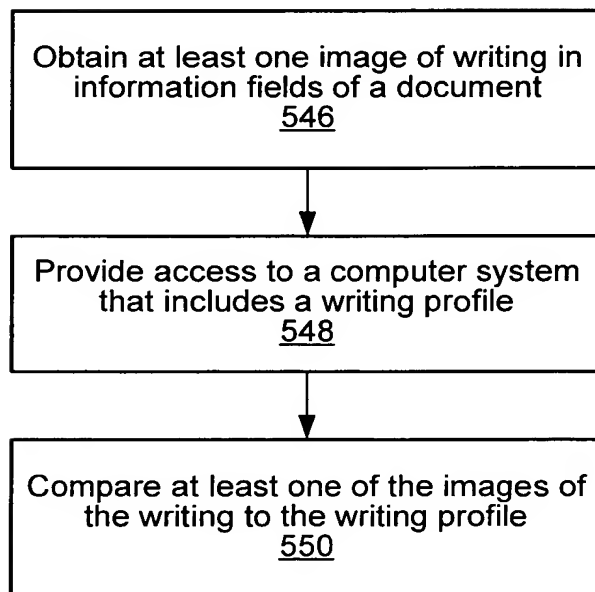 Obtain at least one image of writing in
information fields of a document
546
Provide access to a computer system
that includes a writing profile
548
Compare at least one of the images of
the writing to the writing profile
550